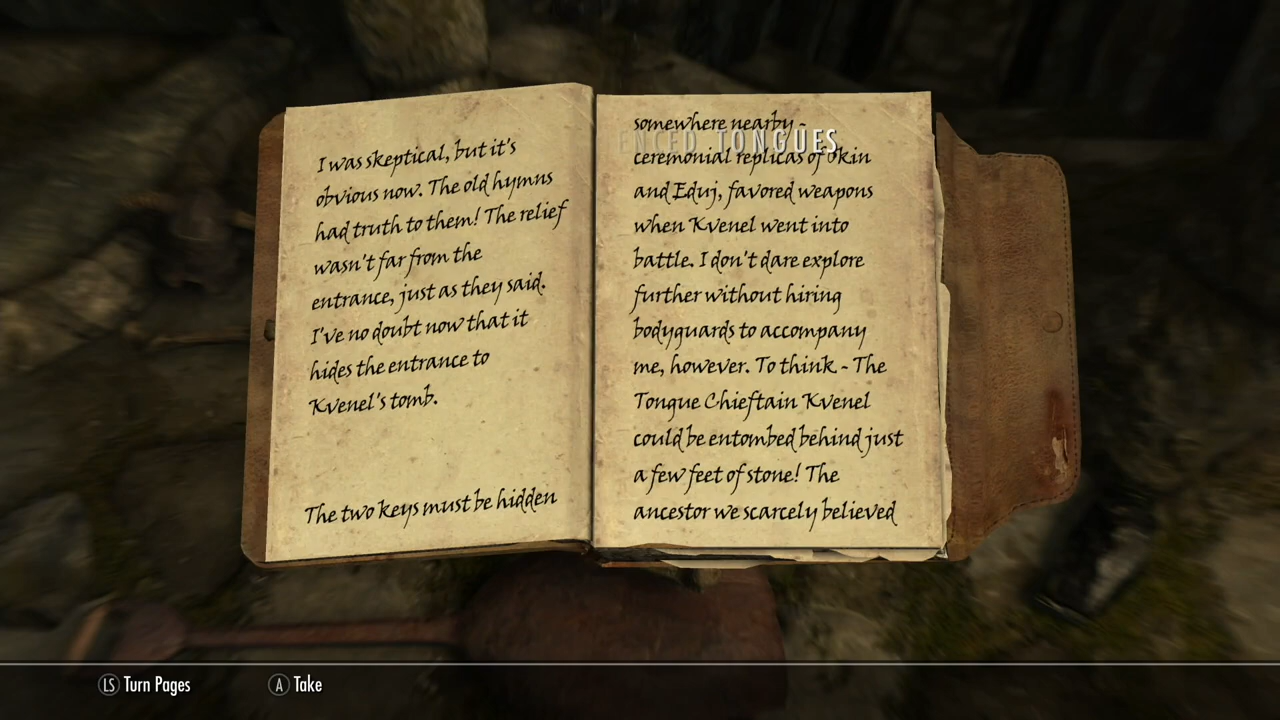 I was skeptical, but it's
obvious now. The old hymns
had truth to them! The relief
wasn't far from the
entrance, just as they said.
I've no doubt now that it
hides the entrance to
Kvenel's tomb.
The two keys must be hidden
somewhere nearby -
ENCED TONGUES
ceremonial replicas of Okin
and Eduj, favored weapons
when Kvenel went into
battle. I don't dare explore
further without hiring
bodyguards to accompany
me, however. To think - The
Tongue Chieftain Kvenel
could be entombed behind just
a few feet of stone! The
ancestor we scarcely believed
LS Turn Pages
A Take